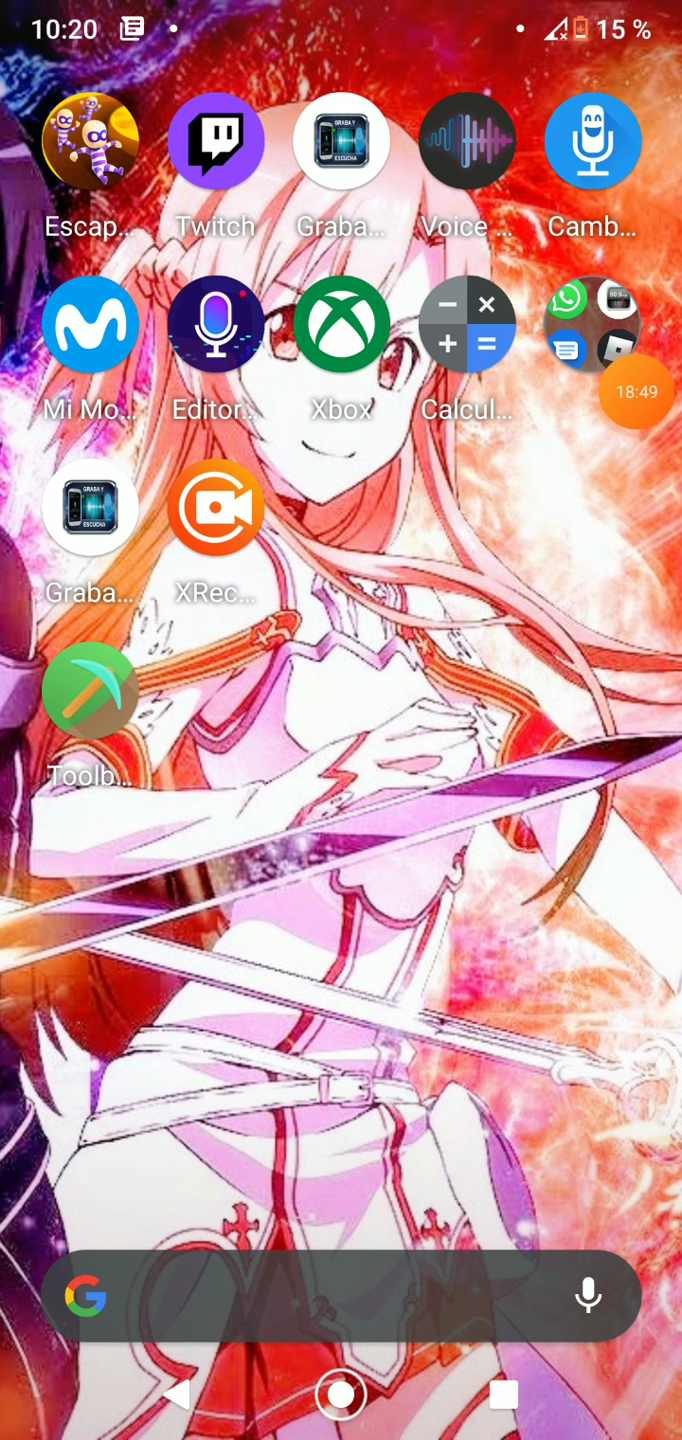 10:20 15 %
Escap... Twitch Graba... Voice ... Camb...
Mi Mo... Editor... Xbox Calcul...
18:49
Graba... XRec...
Toolb...
GRABA Y
ESCUCHA
GRABA Y
ESCUCHA